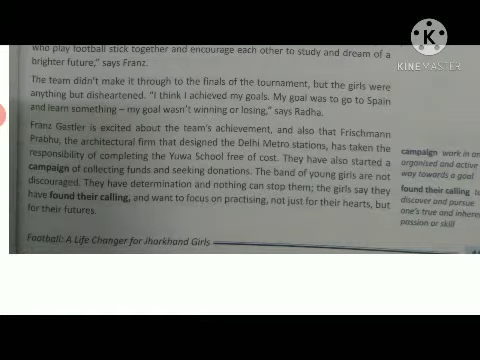 who play football stick together and encourage each other to study and dream of a
brighter future," says Franz.
The team didn't make it through to the finals of the tournament, but the girls were
anything but disheartened. "I think I achieved my goals. My goal was to go to Spain
and learn something – my goal wasn't winning or losing," says Radha.
Franz Gastler is excited about the team's achievement, and also that Frischmann
Prabhu, the architectural firm that designed the Delhi Metro stations, has taken the
responsibility of completing the Yuwa School free of cost. They have also started a
campaign of collecting funds and seeking donations. The band of young girls are not
discouraged. They have determination and nothing can stop them; the girls say they
have found their calling, and want to focus on practising, not just for their hearts, but
for their futures.
campaign work in an
organised and active
way towards a goal
found their calling
discover and pursue
one's true and inhere
passion or skill
Football: A Life Changer for Jharkhand Girls
K
KINEMASTER